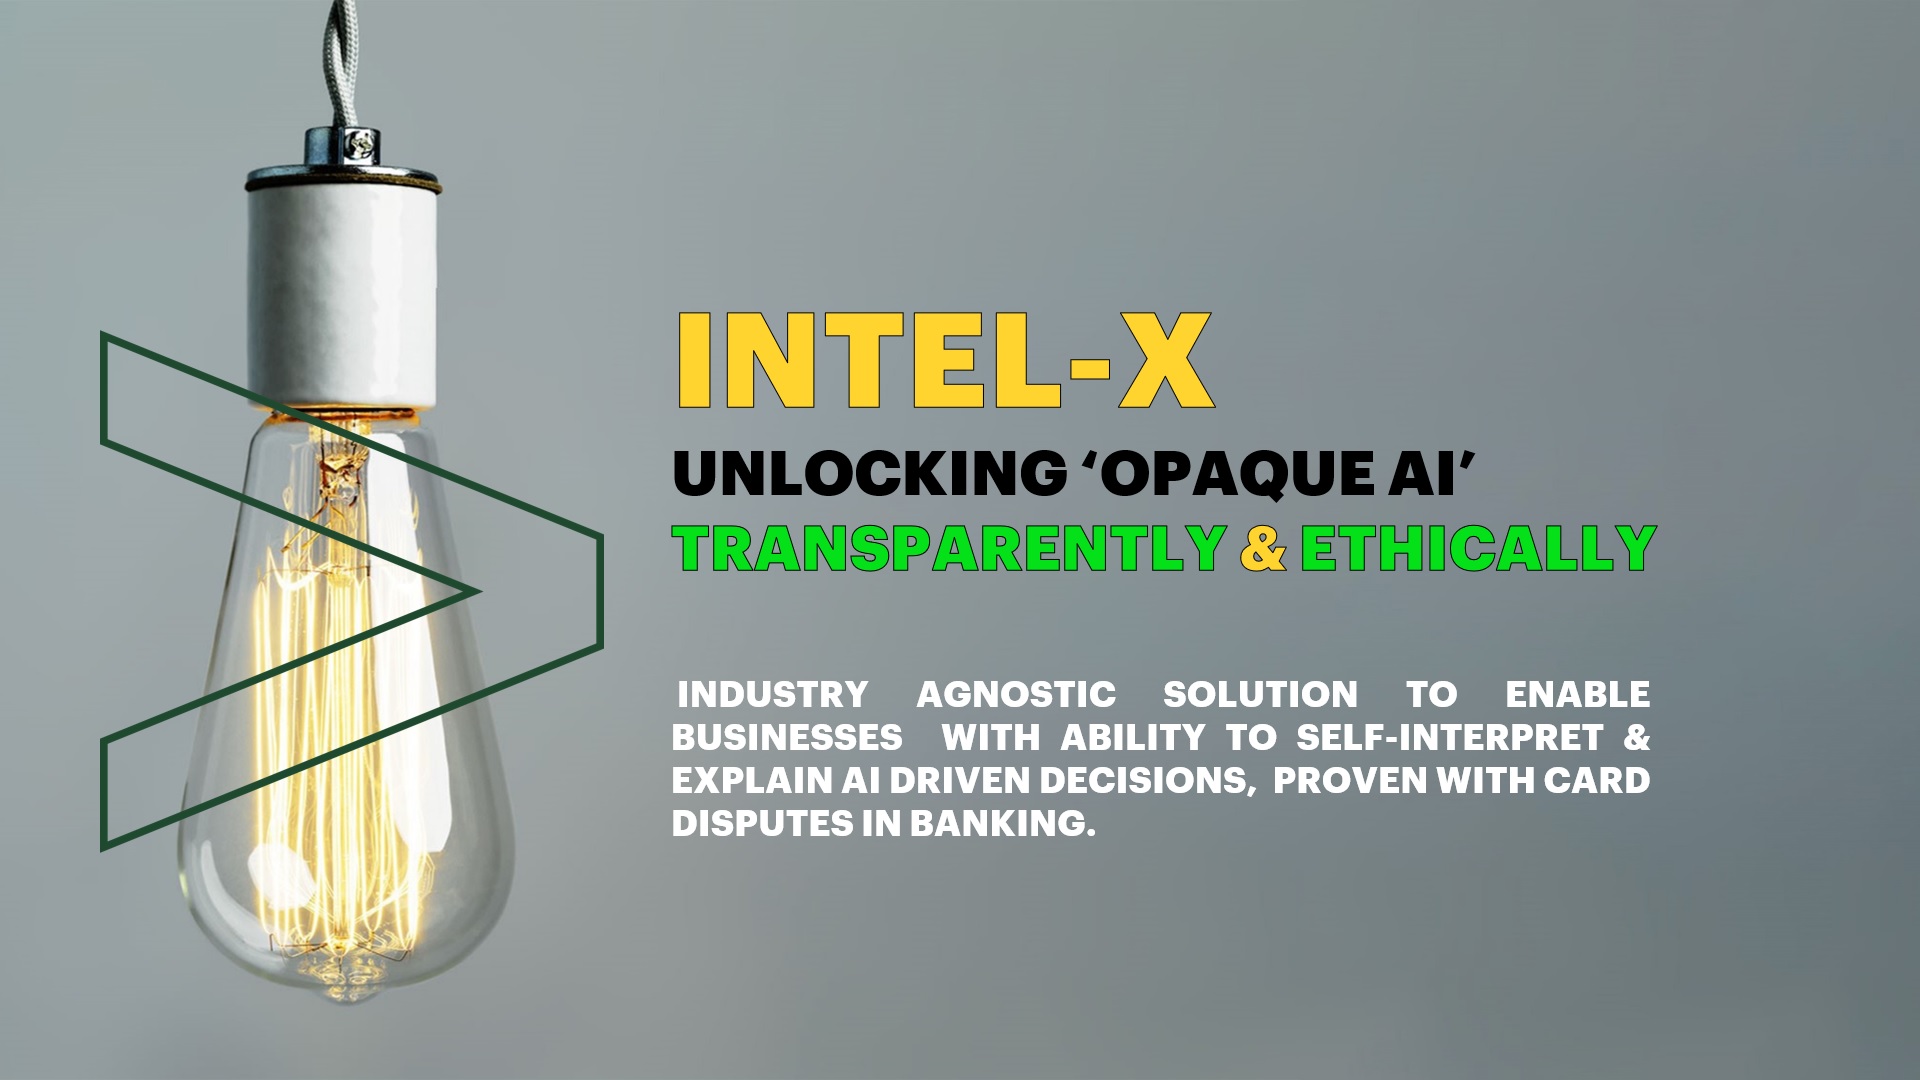 INTEL-X
UNLOCKING ‘OPAQUE AI’
TRANSPARENTLY & ETHICALLY
INDUSTRY AGNOSTIC SOLUTION TO ENABLE
BUSINESSES WITH ABILITY TO SELF-INTERPRET &
EXPLAIN AI DRIVEN DECISIONS, PROVEN WITH CARD
DISPUTES IN BANKING.